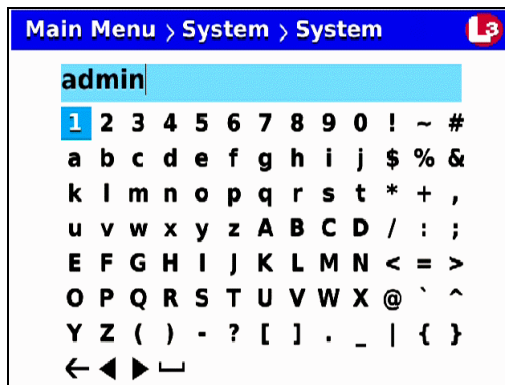 Main Menu > System > System L3
admin
1 2 3 4 5 6 7 8 9 0 ! ~ #
a b c d e f g h i j $ % &
k l m n o p q r s t * + ,
u v w x y z A B C D / : ;
E F G H I J K L M N < = >
O P Q R S T U V W X @ ` ^
Y Z ( ) - ? [ ] . _ | { }
← ◀ ▶ ⎵